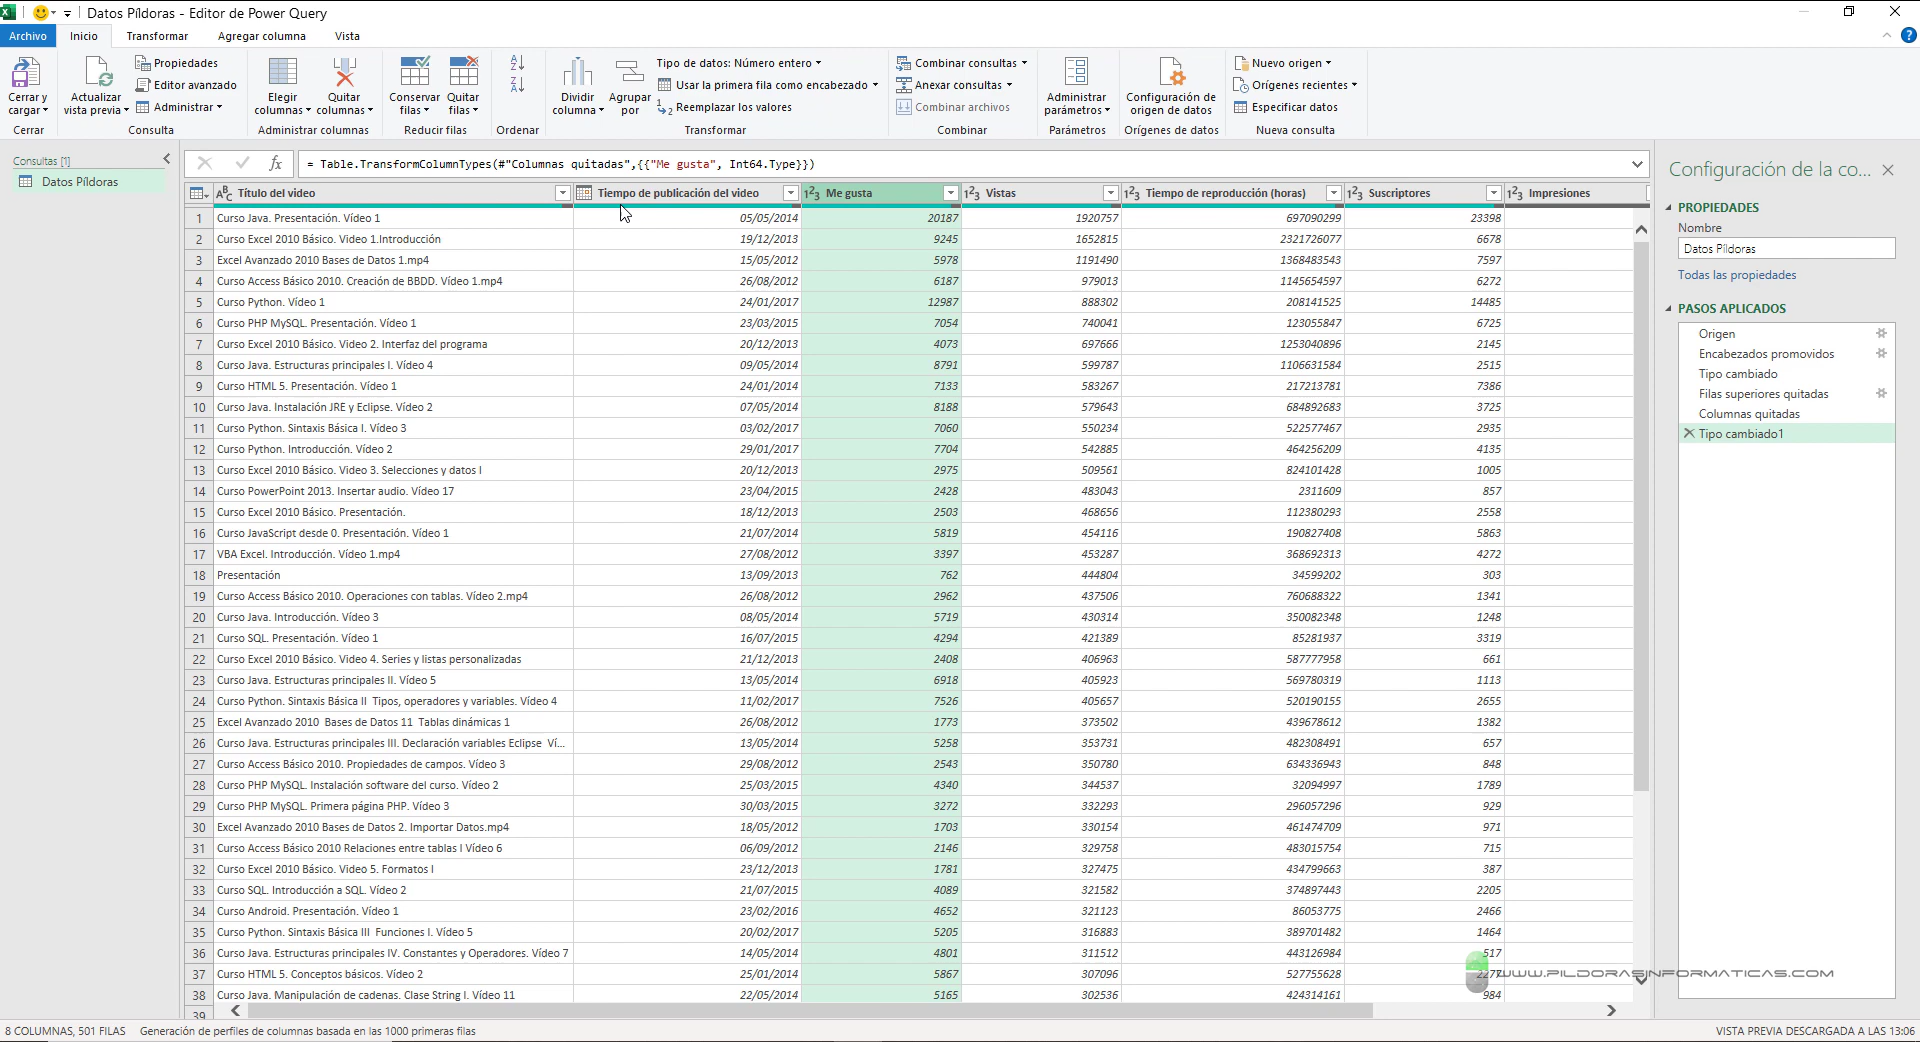 Datos Píldoras - Editor de Power Query
Archivo Inicio Transformar Agregar columna Vista
Cerrar y cargar
Cerrar
Actualizar vista previa
Propiedades
Editor avanzado
Administrar
Consulta
Elegir columnas
Quitar columnas
Administrar columnas
Conservar filas
Quitar filas
Reducir filas
Ordenar
Dividir columna
Agrupar por
Tipo de datos: Número entero
Usar la primera fila como encabezado
Reemplazar los valores
Transformar
Combinar consultas
Anexar consultas
Combinar archivos
Combinar
Administrar parámetros
Parámetros
Configuración de origen de datos
Orígenes de datos
Nuevo origen
Orígenes recientes
Especificar datos
Nueva consulta
Consultas [1]
Datos Píldoras
fx = Table.TransformColumnTypes(#"Columnas quitadas",{{"Me gusta", Int64.Type}})
Título del video Tiempo de publicación del video Me gusta Vistas Tiempo de reproducción (horas) Suscriptores Impresiones
1 Curso Java. Presentación. Vídeo 1 05/05/2014 20187 1920757 697090299 23398
2 Curso Excel 2010 Básico. Video 1.Introducción 19/12/2013 9245 1652815 2321726077 6678
3 Excel Avanzado 2010 Bases de Datos 1.mp4 15/05/2012 5978 1191490 1368483543 7597
4 Curso Access Básico 2010. Creación de BBDD. Vídeo 1.mp4 26/08/2012 6187 979013 1145654597 6272
5 Curso Python. Vídeo 1 24/01/2017 12987 888302 208141525 14485
6 Curso PHP MySQL. Presentación. Vídeo 1 23/03/2015 7054 740041 123055847 6725
7 Curso Excel 2010 Básico. Video 2. Interfaz del programa 20/12/2013 4073 697666 1253040896 2145
8 Curso Java. Estructuras principales I. Vídeo 4 09/05/2014 8791 599787 1106631584 2515
9 Curso HTML 5. Presentación. Vídeo 1 24/01/2014 7133 583267 217213781 7386
10 Curso Java. Instalación JRE y Eclipse. Vídeo 2 07/05/2014 8188 579643 684892683 3725
11 Curso Python. Sintaxis Básica I. Vídeo 3 03/02/2017 7060 550234 522577467 2935
12 Curso Python. Introducción. Vídeo 2 29/01/2017 7704 542885 464256209 4135
13 Curso Excel 2010 Básico. Video 3. Selecciones y datos I 20/12/2013 2975 509561 824101428 1005
14 Curso PowerPoint 2013. Insertar audio. Vídeo 17 23/04/2015 2428 483043 2311609 857
15 Curso Excel 2010 Básico. Presentación. 18/12/2013 2503 468656 112380293 2558
16 Curso JavaScript desde 0. Presentación. Vídeo 1 21/07/2014 5819 454116 190827408 5863
17 VBA Excel. Introducción. Vídeo 1.mp4 27/08/2012 3397 453287 368692313 4272
18 Presentación 13/09/2013 762 444804 34599202 303
19 Curso Access Básico 2010. Operaciones con tablas. Vídeo 2.mp4 26/08/2012 2962 437506 760688322 1341
20 Curso Java. Introducción. Vídeo 3 08/05/2014 5719 430314 350082348 1248
21 Curso SQL. Presentación. Vídeo 1 16/07/2015 4294 421389 85281937 3319
22 Curso Excel 2010 Básico. Video 4. Series y listas personalizadas 21/12/2013 2408 406963 587777958 661
23 Curso Java. Estructuras principales II. Vídeo 5 13/05/2014 6918 405923 569780319 1113
24 Curso Python. Sintaxis Básica II Tipos, operadores y variables. Vídeo 4 11/02/2017 7526 405657 520190155 2655
25 Excel Avanzado 2010 Bases de Datos 11 Tablas dinámicas 1 26/08/2012 1773 373502 439678612 1382
26 Curso Java. Estructuras principales III. Declaración variables Eclipse Ví... 13/05/2014 5258 353731 482308491 657
27 Curso Access Básico 2010. Propiedades de campos. Vídeo 3 29/08/2012 2543 350780 634336943 848
28 Curso PHP MySQL. Instalación software del curso. Vídeo 2 25/03/2015 4340 344537 32094997 1789
29 Curso PHP MySQL. Primera página PHP. Vídeo 3 30/03/2015 3272 332293 296057296 929
30 Excel Avanzado 2010 Bases de Datos 2. Importar Datos.mp4 18/05/2012 1703 330154 461474709 971
31 Curso Access Básico 2010 Relaciones entre tablas I Vídeo 6 06/09/2012 2146 329758 483015754 715
32 Curso Excel 2010 Básico. Video 5. Formatos I 23/12/2013 1781 327475 434799663 387
33 Curso SQL. Introducción a SQL. Vídeo 2 21/07/2015 4089 321582 374897443 2205
34 Curso Android. Presentación. Vídeo 1 23/02/2016 4652 321123 86053775 2466
35 Curso Python. Sintaxis Básica III Funciones I. Vídeo 5 20/02/2017 5205 316883 389701482 1464
36 Curso Java. Estructuras principales IV. Constantes y Operadores. Vídeo 7 14/05/2014 4801 311512 443126984 517
37 Curso HTML 5. Conceptos básicos. Vídeo 2 25/01/2014 5867 307096 527755628 2277
38 Curso Java. Manipulación de cadenas. Clase String I. Vídeo 11 22/05/2014 5165 302536 424314161 984
39
Configuración de la co...
PROPIEDADES
Nombre
Datos Píldoras
Todas las propiedades
PASOS APLICADOS
Origen
Encabezados promovidos
Tipo cambiado
Filas superiores quitadas
Columnas quitadas
Tipo cambiado1
WWW.PILDORASINFORMATICAS.COM
8 COLUMNAS, 501 FILAS Generación de perfiles de columnas basada en las 1000 primeras filas
VISTA PREVIA DESCARGADA A LAS 13:06